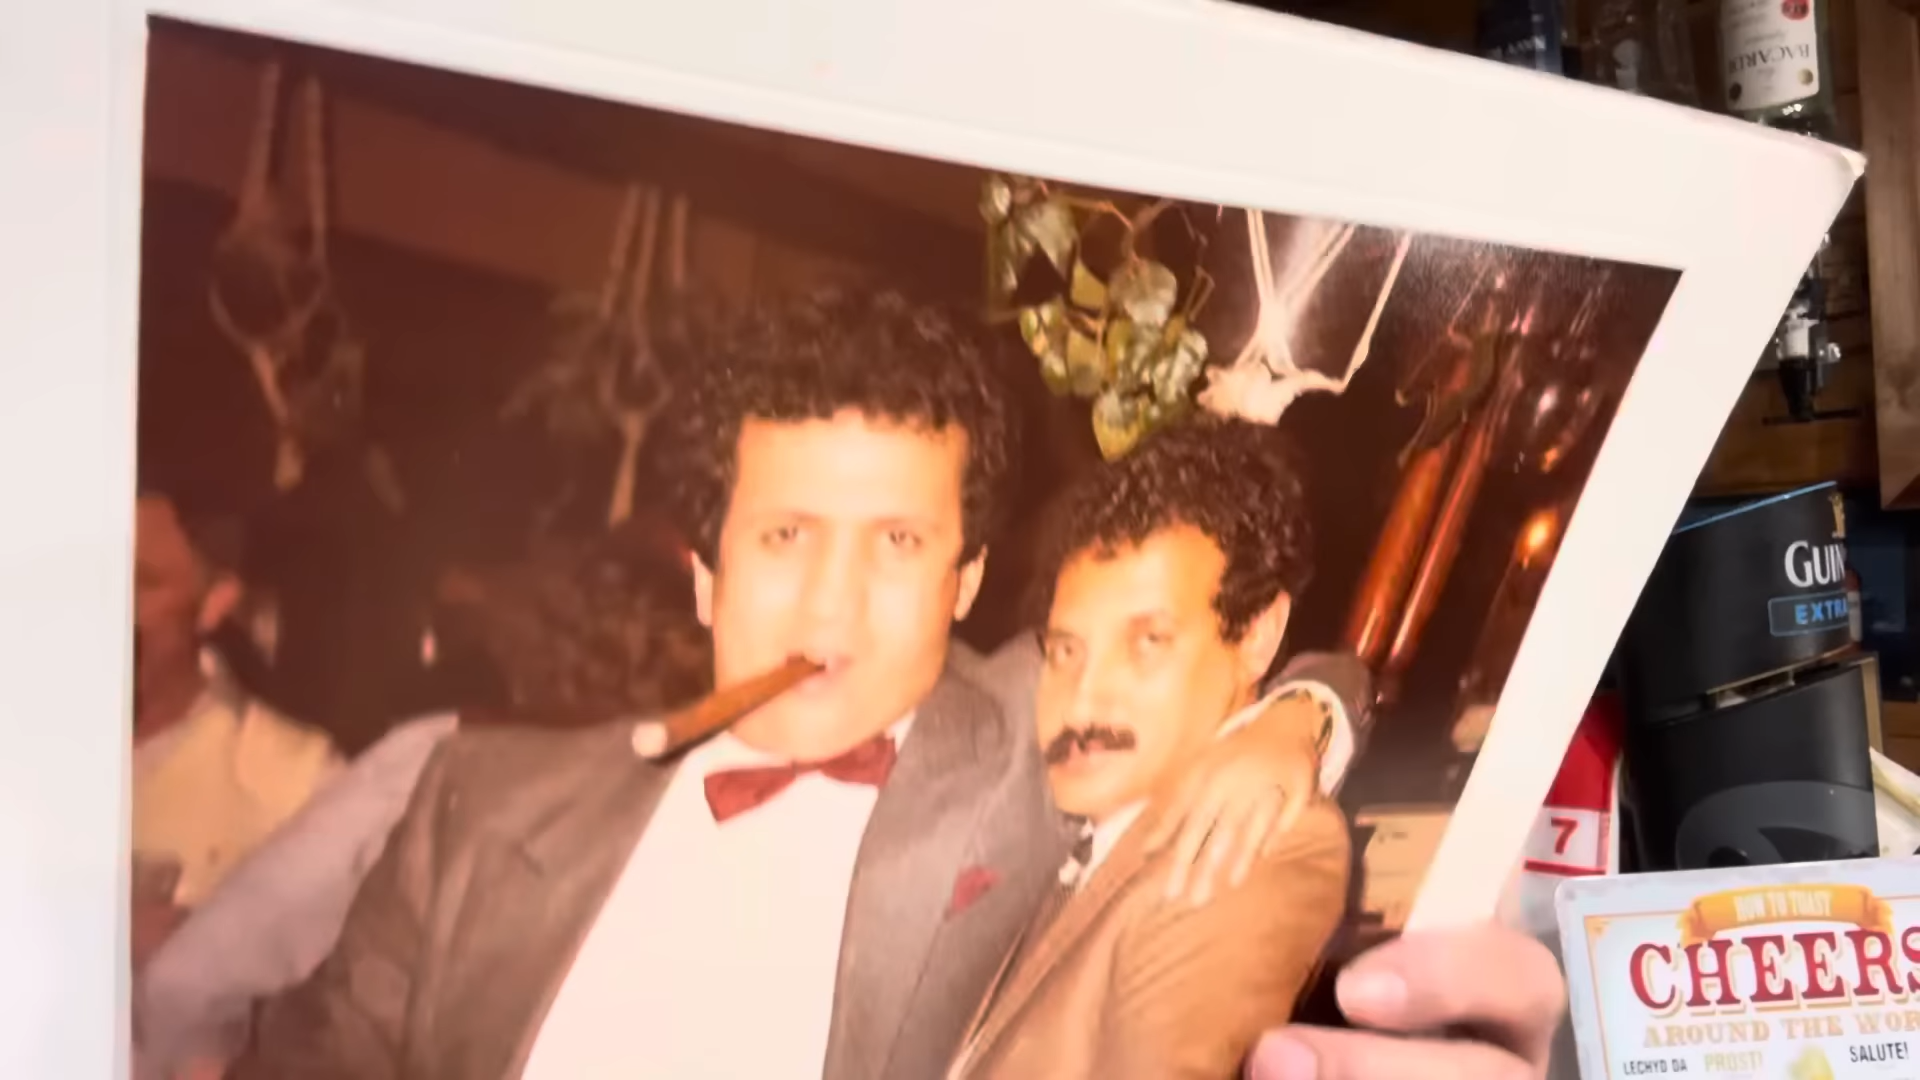 BACARDI
GUIN
EXTRA
7
HOW TO TOAST
CHEERS
AROUND THE WOR
LECHYD DA PROST! SALUTE!